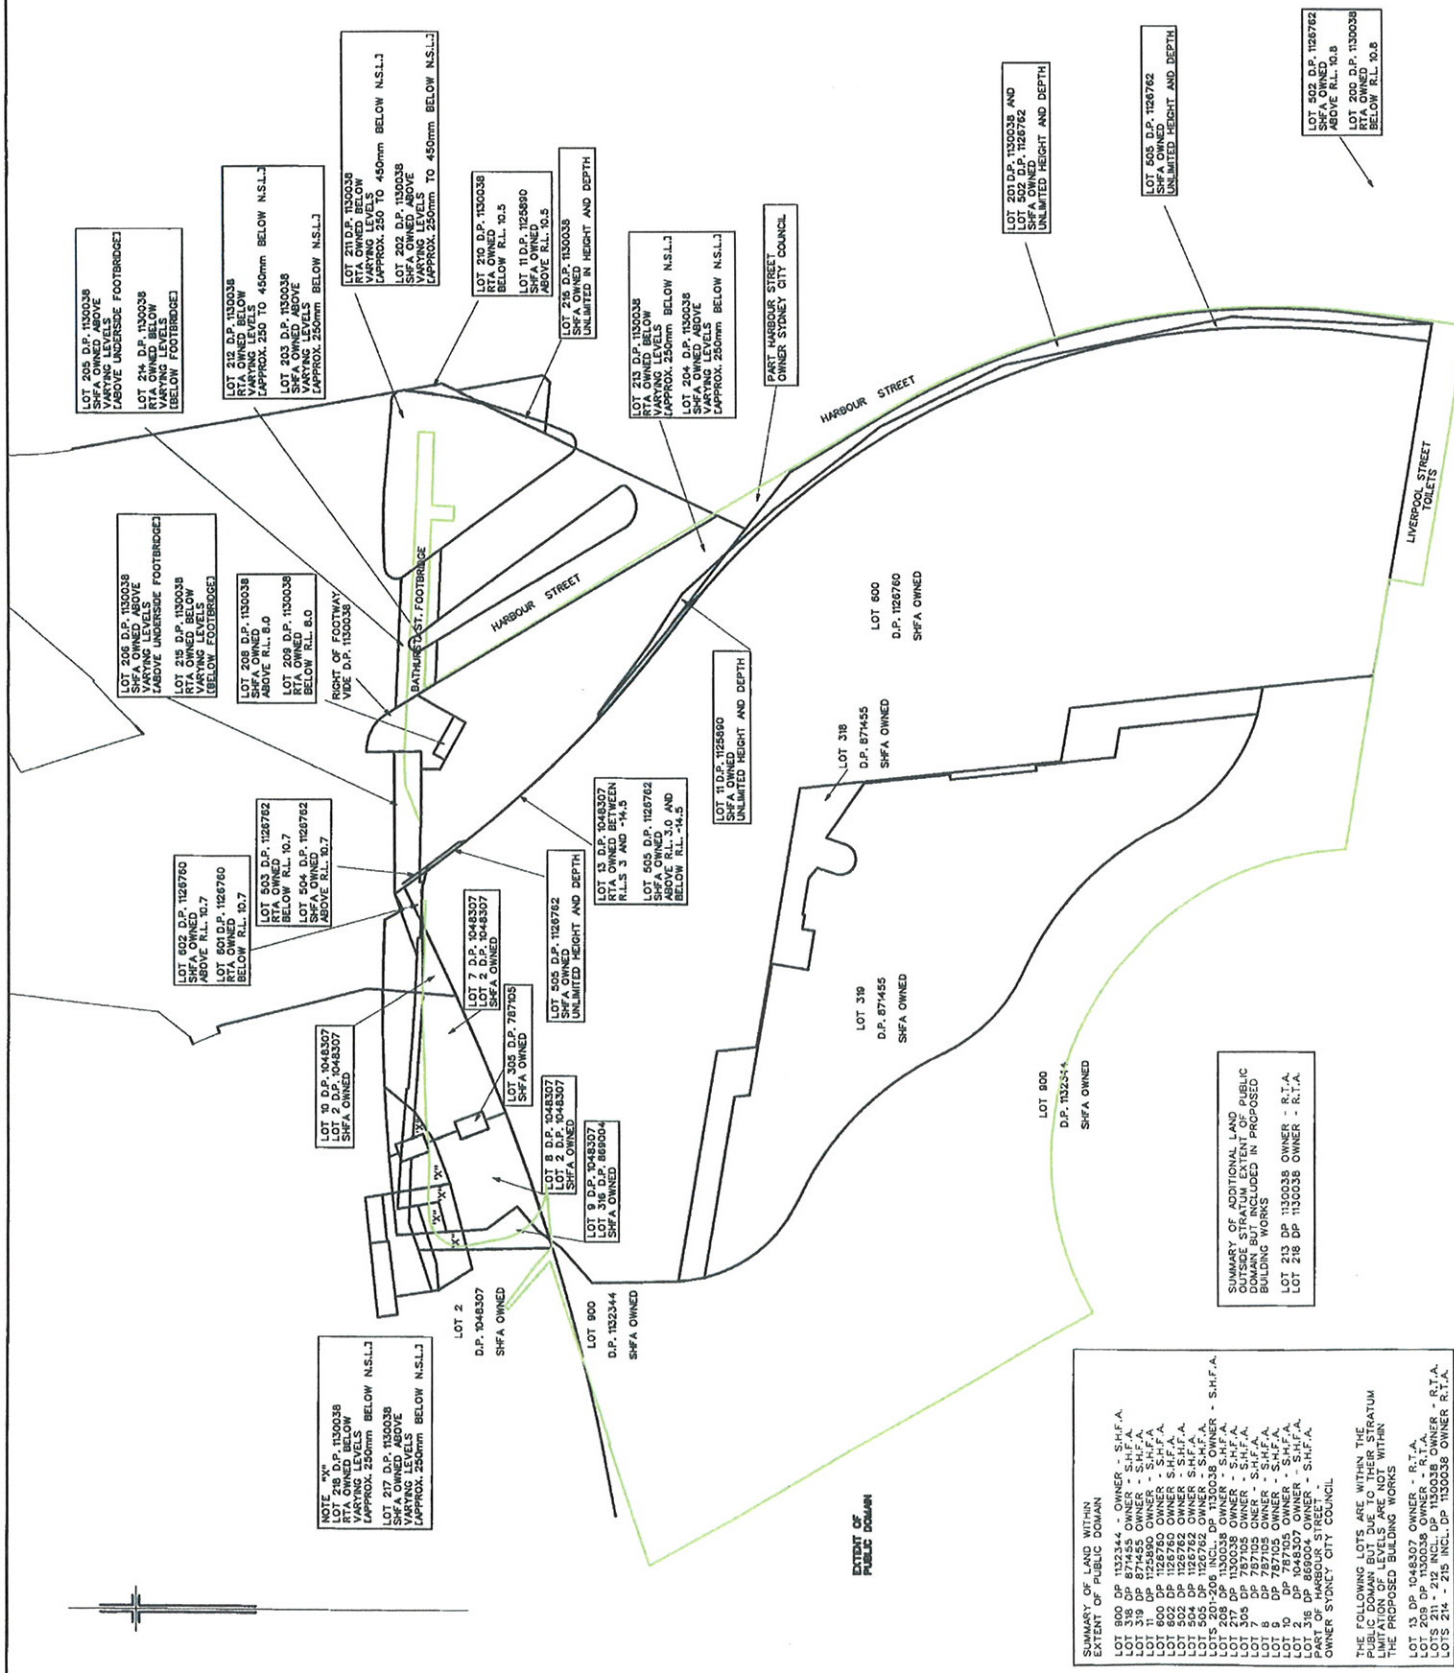 LOT 205 D.P. 1130038
SHFA OWNED ABOVE
VARYING LEVELS
[ABOVE UNDERSIDE FOOTBRIDGE]
LOT 214 D.P. 1130038
RTA OWNED BELOW
VARYING LEVELS
[BELOW FOOTBRIDGE]
LOT 212 D.P. 1130038
RTA OWNED BELOW
VARYING LEVELS
[APPROX. 250 TO 450mm BELOW N.S.L.]
LOT 203 D.P. 1130038
SHFA OWNED ABOVE
VARYING LEVELS
[APPROX. 250mm BELOW N.S.L.]
LOT 211 D.P. 1130038
RTA OWNED BELOW
VARYING LEVELS
[APPROX. 250 TO 450mm BELOW N.S.L.]
LOT 202 D.P. 1130038
SHFA OWNED ABOVE
VARYING LEVELS
[APPROX. 250mm TO 450mm BELOW N.S.L.]
LOT 210 D.P. 1130038
RTA OWNED
BELOW R.L. 10.5
LOT 11 D.P. 1125890
SHFA OWNED
ABOVE R.L. 10.5
LOT 216 D.P. 1130038
SHFA OWNED
UNLIMITED IN HEIGHT AND DEPTH
LOT 213 D.P. 1130038
RTA OWNED BELOW
VARYING LEVELS
[APPROX. 250mm BELOW N.S.L.]
LOT 204 D.P. 1130038
SHFA OWNED ABOVE
VARYING LEVELS
[APPROX. 250mm BELOW N.S.L.]
PART HARBOUR STREET
OWNER SYDNEY CITY COUNCIL
LOT 201 D.P. 1130038 AND
LOT 502 D.P. 1126762
SHFA OWNED
UNLIMITED HEIGHT AND DEPTH
LOT 505 D.P. 1126762
SHFA OWNED
UNLIMITED HEIGHT AND DEPTH
LOT 502 D.P. 1126762
SHFA OWNED
ABOVE R.L. 10.8
LOT 200 D.P. 1130038
RTA OWNED
BELOW R.L. 10.8
LOT 206 D.P. 1130038
SHFA OWNED ABOVE
VARYING LEVELS
[ABOVE UNDERSIDE FOOTBRIDGE]
LOT 215 D.P. 1130038
RTA OWNED BELOW
VARYING LEVELS
[BELOW FOOTBRIDGE]
LOT 208 D.P. 1130038
SHFA OWNED
ABOVE R.L. 8.0
LOT 209 D.P. 1130038
RTA OWNED
BELOW R.L. 8.0
RIGHT OF FOOTWAY
VIDE D.P. 1130038
BATHURST ST. FOOTBRIDGE
HARBOUR STREET
HARBOUR STREET
LIVERPOOL STREET
TOILETS
LOT 600
D.P. 1126760
SHFA OWNED
LOT 11 D.P. 1125890
SHFA OWNED
UNLIMITED HEIGHT AND DEPTH
LOT 318
D.P. 871455
SHFA OWNED
LOT 602 D.P. 1126760
SHFA OWNED
ABOVE R.L. 10.7
LOT 601 D.P. 1126760
RTA OWNED
BELOW R.L. 10.7
LOT 503 D.P. 1126762
RTA OWNED
BELOW R.L. 10.7
LOT 504 D.P. 1126762
SHFA OWNED
ABOVE R.L. 10.7
LOT 13 D.P. 1048307
RTA OWNED BETWEEN
R.L.S 3 AND -14.5
LOT 505 D.P. 1126762
SHFA OWNED
ABOVE R.L. 3.0 AND
BELOW R.L. -14.5
LOT 505 D.P. 1126762
SHFA OWNED
UNLIMITED HEIGHT AND DEPTH
LOT 7 D.P. 1048307
LOT 2 D.P. 1048307
SHFA OWNED
LOT 10 D.P. 1048307
LOT 2 D.P. 1048307
SHFA OWNED
LOT 305 D.P. 787105
SHFA OWNED
LOT 8 D.P. 1048307
LOT 2 D.P. 1048307
SHFA OWNED
LOT 9 D.P. 1048307
LOT 316 D.P. 869004
SHFA OWNED
"X"
"X"
"X"
"X"
"X"
LOT 319
D.P. 871455
SHFA OWNED
LOT 900
D.P. 1132344
SHFA OWNED
LOT 2
D.P. 1048307
SHFA OWNED
LOT 900
D.P. 1132344
SHFA OWNED
NOTE "X"
LOT 218 D.P. 1130038
RTA OWNED BELOW
VARYING LEVELS
[APPROX. 250mm BELOW N.S.L.]
LOT 217 D.P. 1130038
SHFA OWNED ABOVE
VARYING LEVELS
[APPROX. 250mm BELOW N.S.L.]
EXTENT OF
PUBLIC DOMAIN
SUMMARY OF ADDITIONAL LAND
OUTSIDE STRATUM EXTENT OF PUBLIC
DOMAIN BUT INCLUDED IN PROPOSED
BUILDING WORKS
LOT 213 DP 1130038 OWNER - R.T.A.
LOT 218 DP 1130038 OWNER - R.T.A.
SUMMARY OF LAND WITHIN
EXTENT OF PUBLIC DOMAIN
LOT 900 DP 1132344 - OWNER - S.H.F.A.
LOT 318 DP 871455 OWNER - S.H.F.A.
LOT 319 DP 871455 OWNER - S.H.F.A.
LOT 11 DP 1125890 OWNER - S.H.F.A
LOT 600 DP 1126760 OWNER - S.H.F.A.
LOT 602 DP 1126760 OWNER - S.H.F.A.
LOT 502 DP 1126762 OWNER - S.H.F.A.
LOT 504 DP 1126762 OWNER - S.H.F.A.
LOT 505 DP 1126762 OWNER - S.H.F.A.
LOTS 201-206 INCL. DP 1130038 OWNER - S.H.F.A.
LOT 208 DP 1130038 OWNER - S.H.F.A.
LOT 217 DP 1130038 OWNER - S.H.F.A.
LOT 305 DP 787105 OWNER - S.H.F.A.
LOT 7 DP 787105 ONER - S.H.F.A.
LOT 8 DP 787105 OWNER - S.H.F.A.
LOT 9 DP 787105 OWNER - S.H.F.A.
LOT 10 DP 787105 OWNER - S.H.F.A.
LOT 2 DP 1048307 OWNER - S.H.F.A.
LOT 316 DP 869004 OWNER - S.H.F.A.
PART OF HARBOUR STREET -
OWNER SYDNEY CITY COUNCIL
THE FOLLOWING LOTS ARE WITHIN THE
PUBLIC DOMAIN BUT DUE TO THEIR STRATUM
LIMITATION OF LEVELS ARE NOT WITHIN
THE PROPOSED BUILDING WORKS
LOT 13 DP 1048307 OWNER - R.T.A.
LOT 209 DP 1130038 OWNER - R.T.A.
LOTS 211 - 212 INCL. DP 1130038 OWNER - R.T.A.
LOTS 214 - 215 INCL. DP 1130038 OWNER R.T.A.